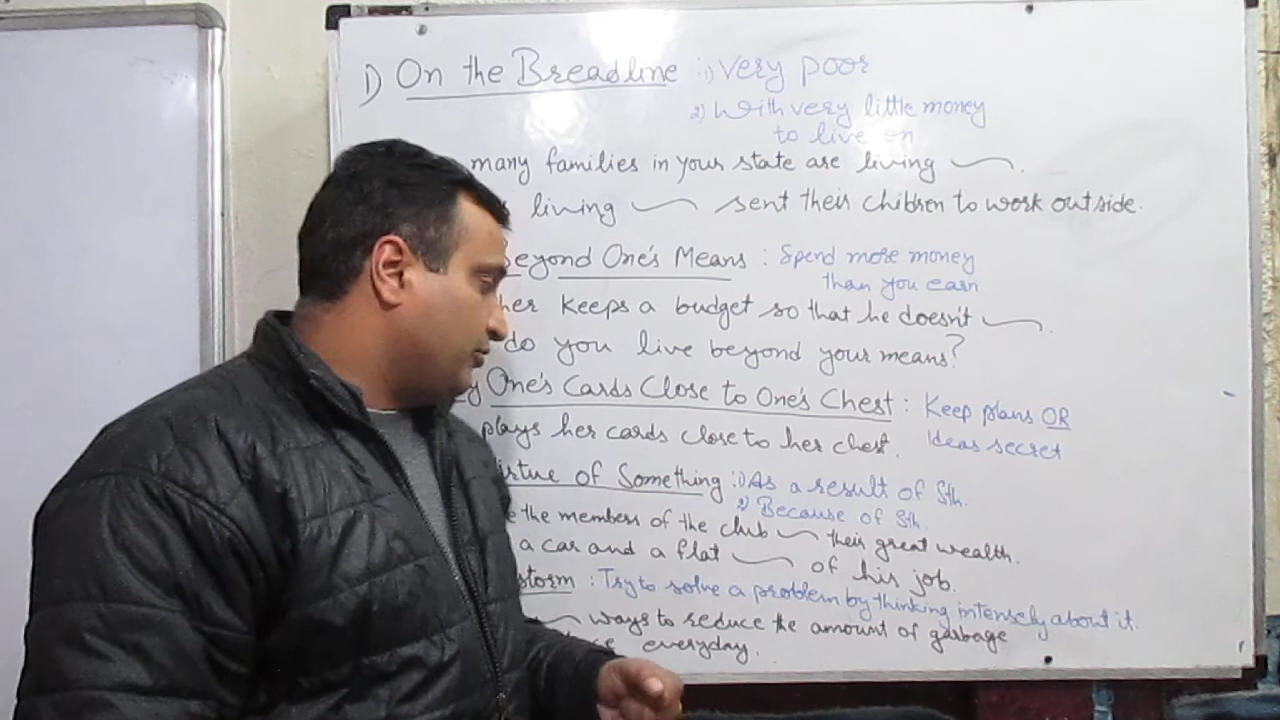 1) On the Breadline : 1) Very poor
2) With very little money
to live on
many families in your state are living .
living sent their chibren to work outside.
eyond One's Means : Spend more money
than you earn
her keeps a budget so that he doesn't .
do you live beyond your means?
y One's Cards Close to One's Chest : Keep plans OR
plays her cards close to her chest. Ideas secret
irtue of Something : 1) As a result of Sth.
2) Because of Sth.
e the members of the club their great wealth.
a car and a flat of his job.
storm : Try to solve a problem by thinking intensely about it.
ways to reduce the amount of garbage
e everyday.